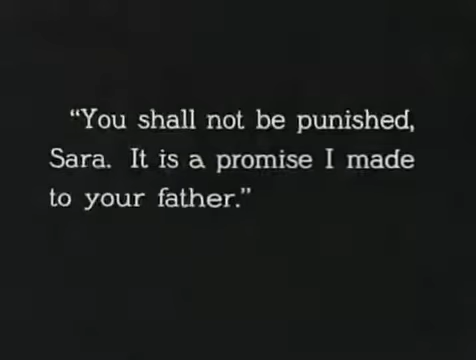 “You shall not be punished,
Sara. It is a promise I made
to your father.”